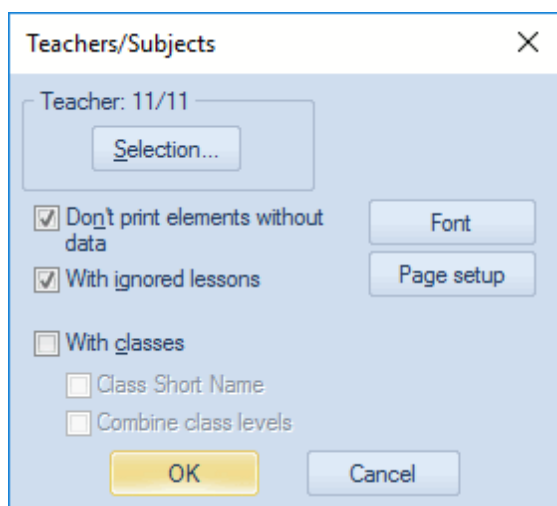 Teachers/Subjects
Teacher: 11/11
Selection...
Don't print elements without
data
Font
With ignored lessons
Page setup
With classes
Class Short Name
Combine class levels
OK
Cancel